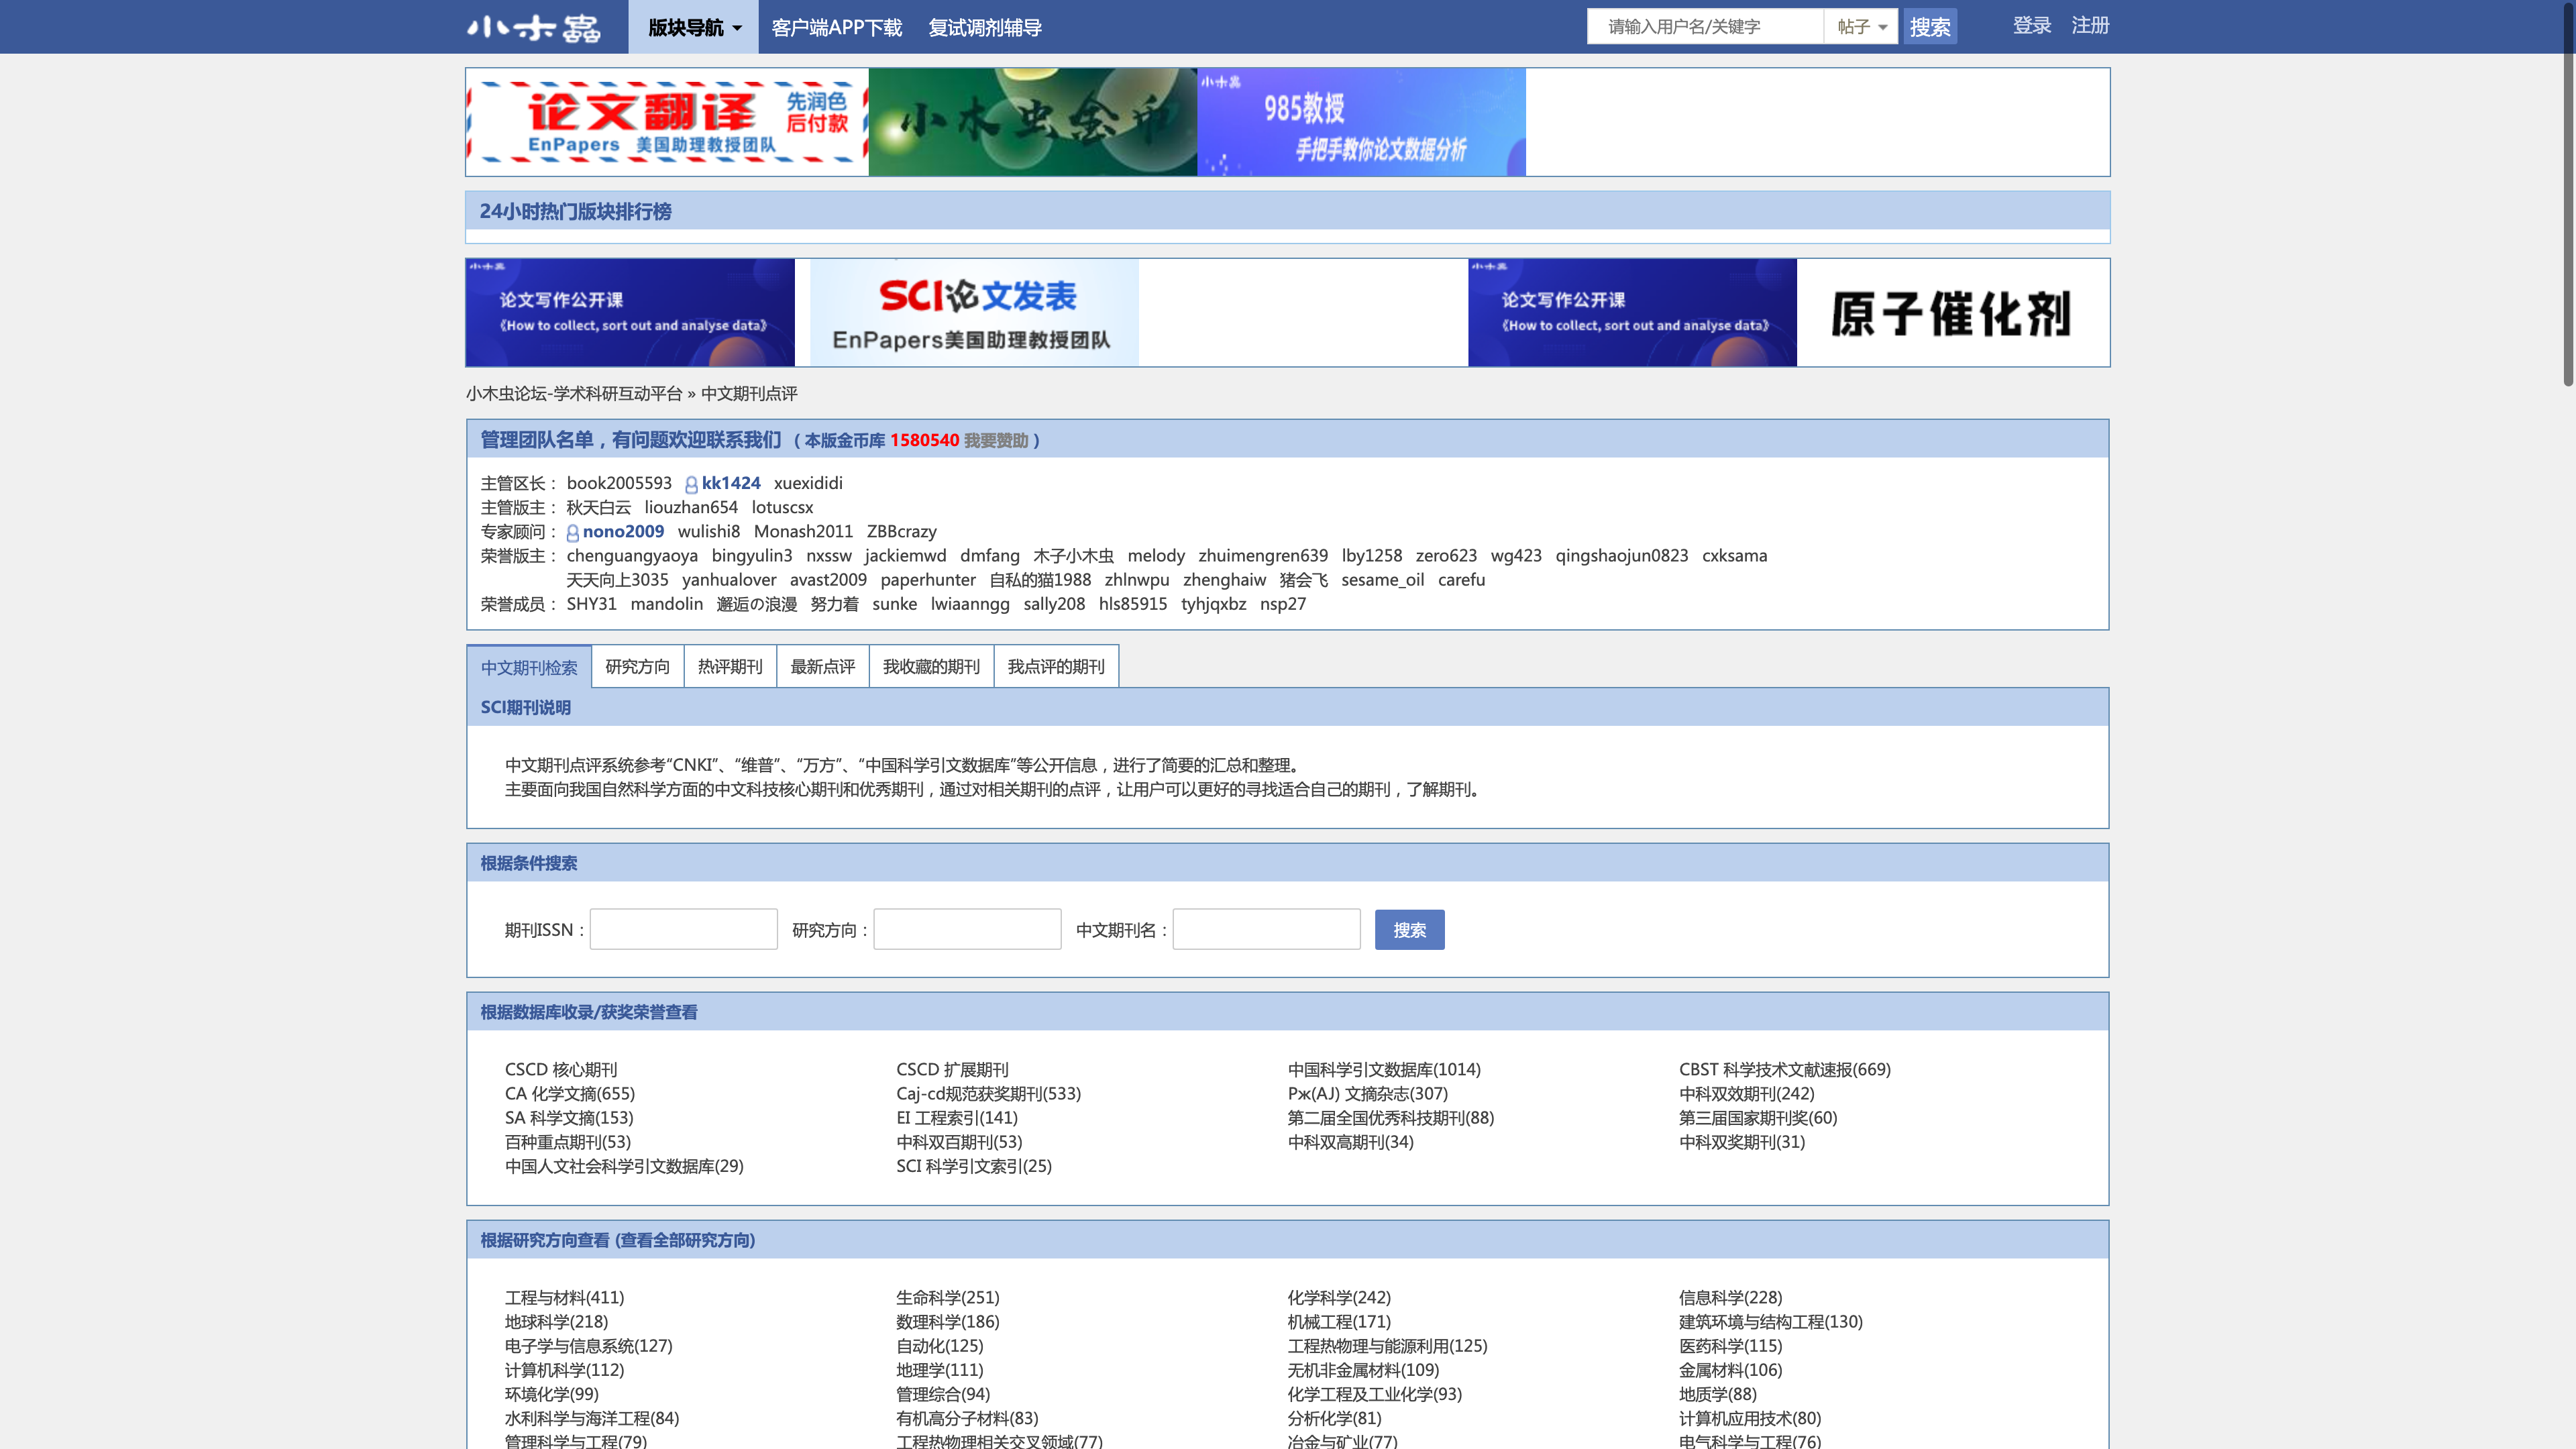 小木虫 版块导航 客户端APP下载 复试调剂辅导 请输入用户名/关键字 帖子 搜索 登录 注册
论文翻译 先润色 后付款
EnPapers 美国助理教授团队
小木虫金币
小木虫
985教授
手把手教你论文数据分析
24小时热门版块排行榜
小木虫
论文写作公开课
《How to collect, sort out and analyse data》
SCI论文发表
EnPapers美国助理教授团队
小木虫
论文写作公开课
《How to collect, sort out and analyse data》
原子催化剂
小木虫论坛-学术科研互动平台 » 中文期刊点评
管理团队名单，有问题欢迎联系我们 （ 本版金币库 1580540 我要赞助 ）
主管区长： book2005593 kk1424 xuexididi
主管版主： 秋天白云 liouzhan654 lotuscsx
专家顾问： nono2009 wulishi8 Monash2011 ZBBcrazy
荣誉版主： chenguangyaoya bingyulin3 nxssw jackiemwd dmfang 木子小木虫 melody zhuimengren639 lby1258 zero623 wg423 qingshaojun0823 cxksama
天天向上3035 yanhualover avast2009 paperhunter 自私的猫1988 zhlnwpu zhenghaiw 猪会飞 sesame_oil carefu
荣誉成员： SHY31 mandolin 邂逅の浪漫 努力着 sunke lwiaanngg sally208 hls85915 tyhjqxbz nsp27
中文期刊检索 研究方向 热评期刊 最新点评 我收藏的期刊 我点评的期刊
SCI期刊说明
中文期刊点评系统参考“CNKI”、“维普”、“万方”、“中国科学引文数据库”等公开信息，进行了简要的汇总和整理。
主要面向我国自然科学方面的中文科技核心期刊和优秀期刊，通过对相关期刊的点评，让用户可以更好的寻找适合自己的期刊，了解期刊。
根据条件搜索
期刊ISSN： 研究方向： 中文期刊名： 搜索
根据数据库收录/获奖荣誉查看
CSCD 核心期刊 CSCD 扩展期刊 中国科学引文数据库(1014) CBST 科学技术文献速报(669)
CA 化学文摘(655) Caj-cd规范获奖期刊(533) Pж(AJ) 文摘杂志(307) 中科双效期刊(242)
SA 科学文摘(153) EI 工程索引(141) 第二届全国优秀科技期刊(88) 第三届国家期刊奖(60)
百种重点期刊(53) 中科双百期刊(53) 中科双高期刊(34) 中科双奖期刊(31)
中国人文社会科学引文数据库(29) SCI 科学引文索引(25)
根据研究方向查看 (查看全部研究方向)
工程与材料(411) 生命科学(251) 化学科学(242) 信息科学(228)
地球科学(218) 数理科学(186) 机械工程(171) 建筑环境与结构工程(130)
电子学与信息系统(127) 自动化(125) 工程热物理与能源利用(125) 医药科学(115)
计算机科学(112) 地理学(111) 无机非金属材料(109) 金属材料(106)
环境化学(99) 管理综合(94) 化学工程及工业化学(93) 地质学(88)
水利科学与海洋工程(84) 有机高分子材料(83) 分析化学(81) 计算机应用技术(80)
管理科学与工程(79) 工程热物理相关交叉领域(77) 冶金与矿业(77) 电气科学与工程(76)